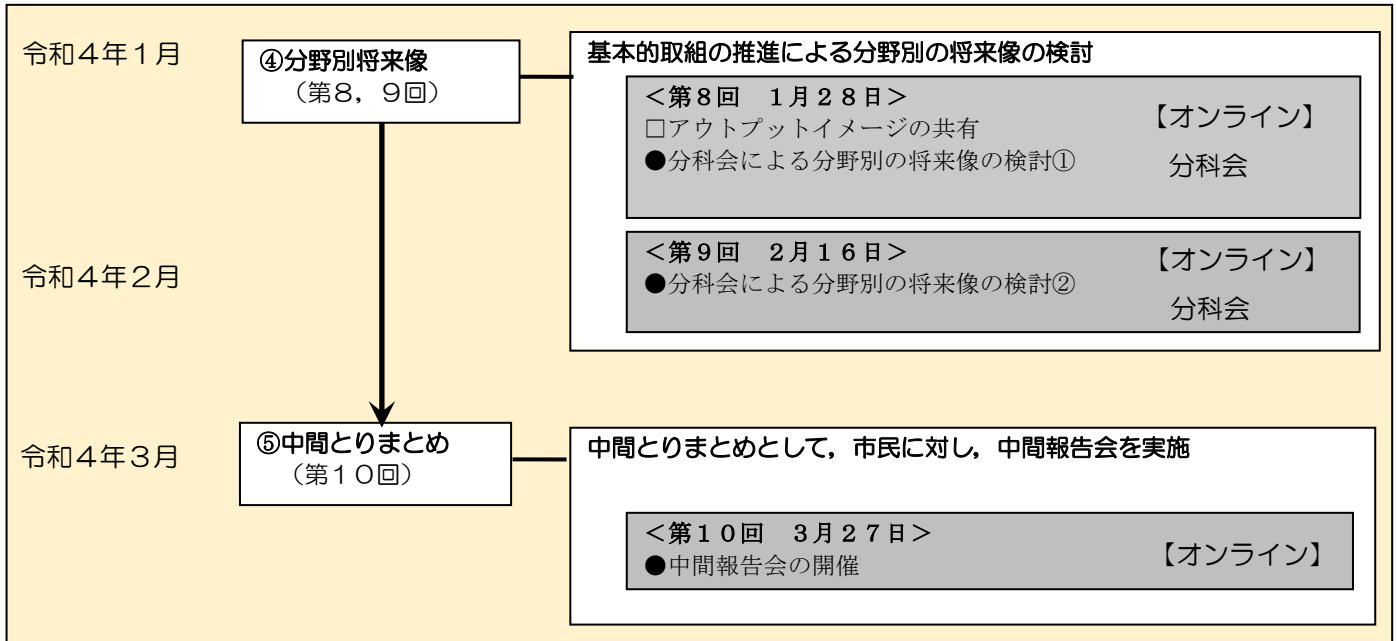 令和４年１月
④分野別将来像
（第８，９回）
基本的取組の推進による分野別の将来像の検討
＜第８回　１月２８日＞
□アウトプットイメージの共有
●分科会による分野別の将来像の検討①
【オンライン】
分科会
令和４年２月
＜第９回　２月１６日＞
●分科会による分野別の将来像の検討②
【オンライン】
分科会
令和４年３月
⑤中間とりまとめ
（第１０回）
中間とりまとめとして，市民に対し，中間報告会を実施
＜第１０回　３月２７日＞
●中間報告会の開催
【オンライン】